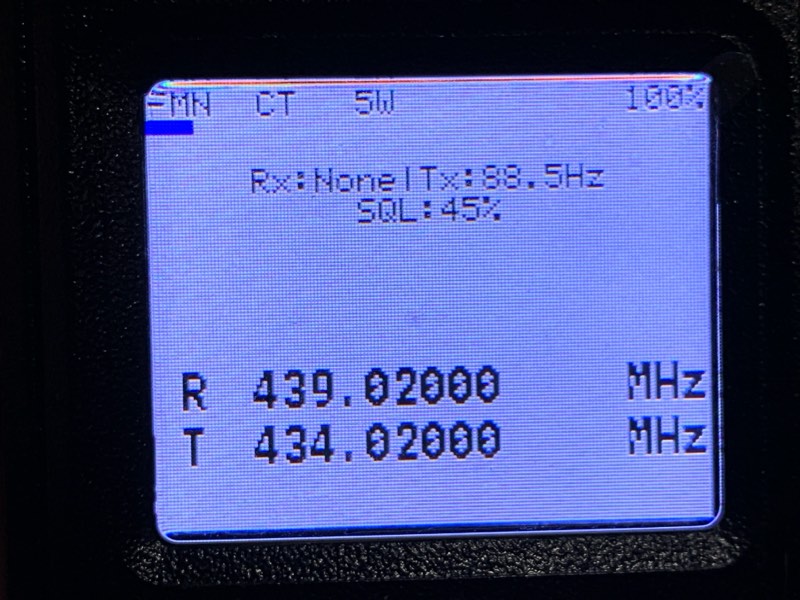 FMN CT 5W 100%
Rx:None|Tx:88.5Hz
SQL:45%
R 439.02000 MHz
T 434.02000 MHz